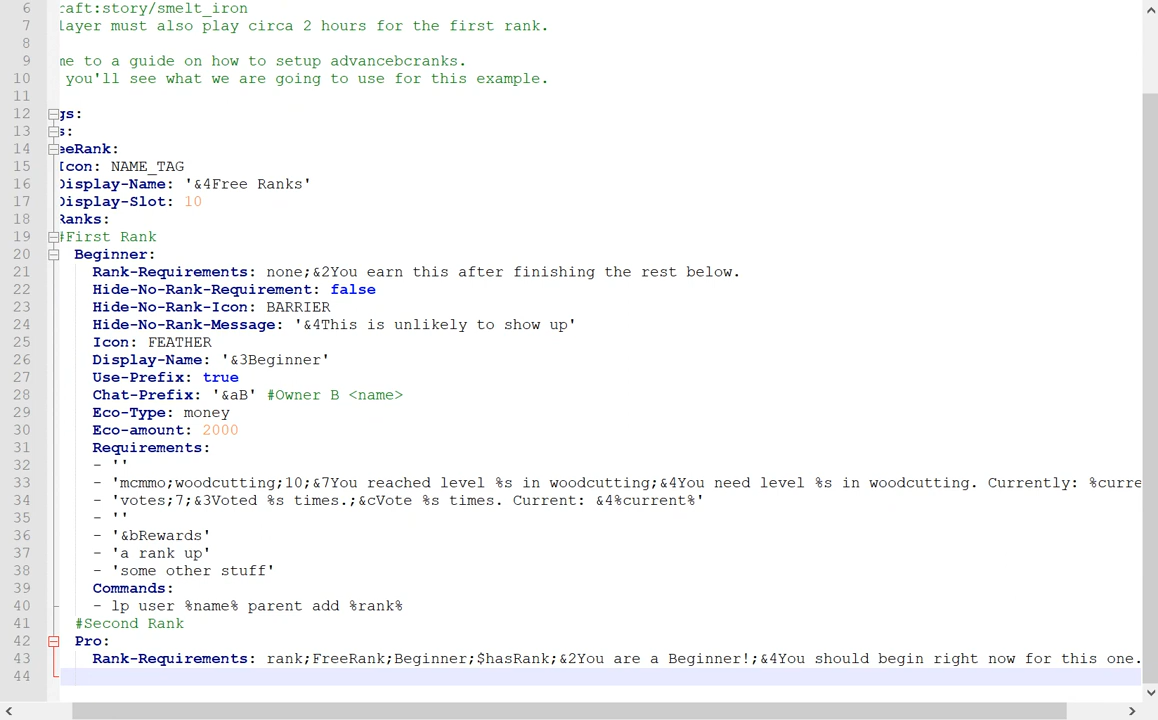 6 raft:story/smelt_iron
7 layer must also play circa 2 hours for the first rank.
8
9 me to a guide on how to setup advancebcranks.
10 you'll see what we are going to use for this example.
11
12 gs:
13 s:
14 eeRank:
15 Icon: NAME_TAG
16 Display-Name: '&4Free Ranks'
17 Display-Slot: 10
18 Ranks:
19 #First Rank
20 Beginner:
21 Rank-Requirements: none;&2You earn this after finishing the rest below.
22 Hide-No-Rank-Requirement: false
23 Hide-No-Rank-Icon: BARRIER
24 Hide-No-Rank-Message: '&4This is unlikely to show up'
25 Icon: FEATHER
26 Display-Name: '&3Beginner'
27 Use-Prefix: true
28 Chat-Prefix: '&aB' #Owner B <name>
29 Eco-Type: money
30 Eco-amount: 2000
31 Requirements:
32 - ''
33 - 'mcmmo;woodcutting;10;&7You reached level %s in woodcutting;&4You need level %s in woodcutting. Currently: %curre
34 - 'votes;7;&3Voted %s times.;&cVote %s times. Current: &4%current%'
35 - ''
36 - '&bRewards'
37 - 'a rank up'
38 - 'some other stuff'
39 Commands:
40 - lp user %name% parent add %rank%
41 #Second Rank
42 Pro:
43 Rank-Requirements: rank;FreeRank;Beginner;$hasRank;&2You are a Beginner!;&4You should begin right now for this one.
44